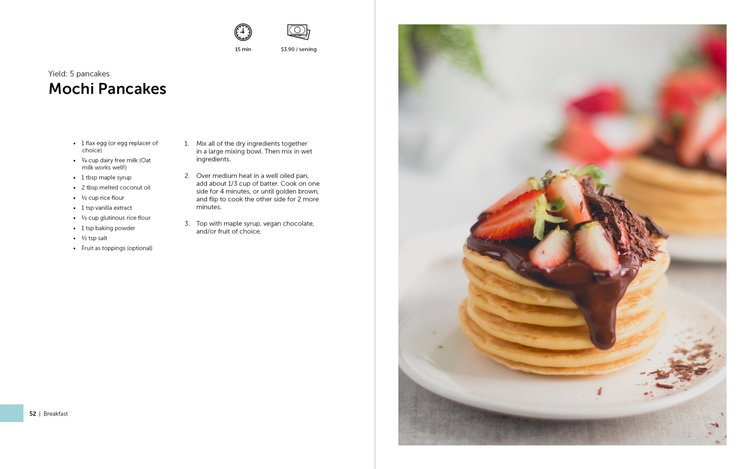 15 min
$3.90 / serving
Yield: 5 pancakes
Mochi Pancakes
• 1 flax egg (or egg replacer of
choice)
• ¾ cup dairy free milk (Oat
milk works well!)
• 1 tbsp maple syrup
• 2 tbsp melted coconut oil
• ½ cup rice flour
• 1 tsp vanilla extract
• ½ cup glutinous rice flour
• 1 tsp baking powder
• ½ tsp salt
• Fruit as toppings (optional)
1. Mix all of the dry ingredients together
in a large mixing bowl. Then mix in wet
ingredients.
2. Over medium heat in a well oiled pan,
add about 1/3 cup of batter. Cook on one
side for 4 minutes, or until golden brown,
and flip to cook the other side for 2 more
minutes.
3. Top with maple syrup, vegan chocolate,
and/or fruit of choice.
52 | Breakfast